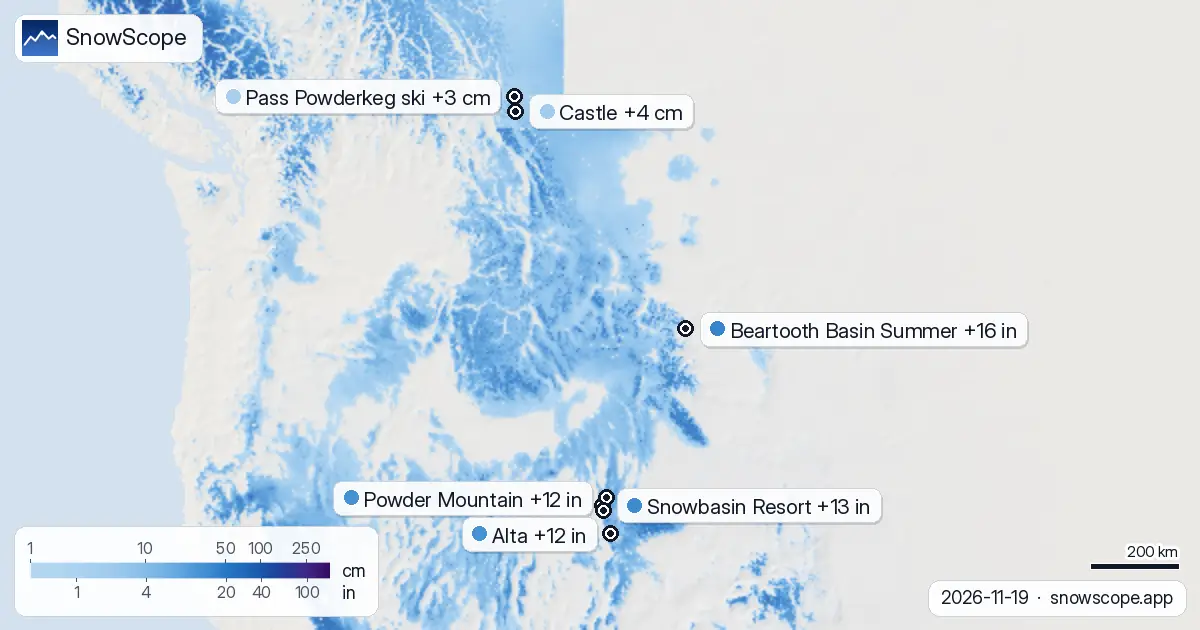 SnowScope
Pass Powderkeg ski +3 cm
Castle +4 cm
Beartooth Basin Summer +16 in
Powder Mountain +12 in
Snowbasin Resort +13 in
Alta +12 in
1 10 50 100 250
cm
1 4 20 40 100
in
200 km
2026-11-19 · snowscope.app